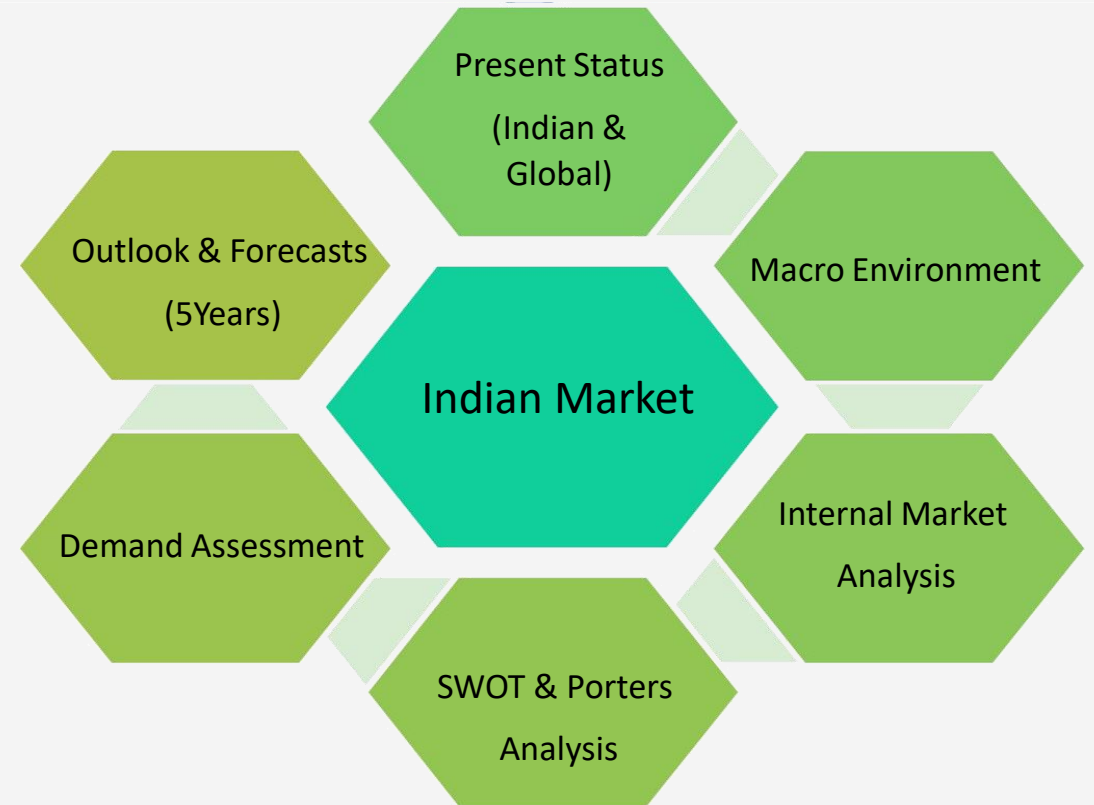 Present Status
(Indian &
Global)
Macro Environment
Internal Market
Analysis
SWOT & Porters
Analysis
Demand Assessment
Outlook & Forecasts
(5Years)
Indian Market